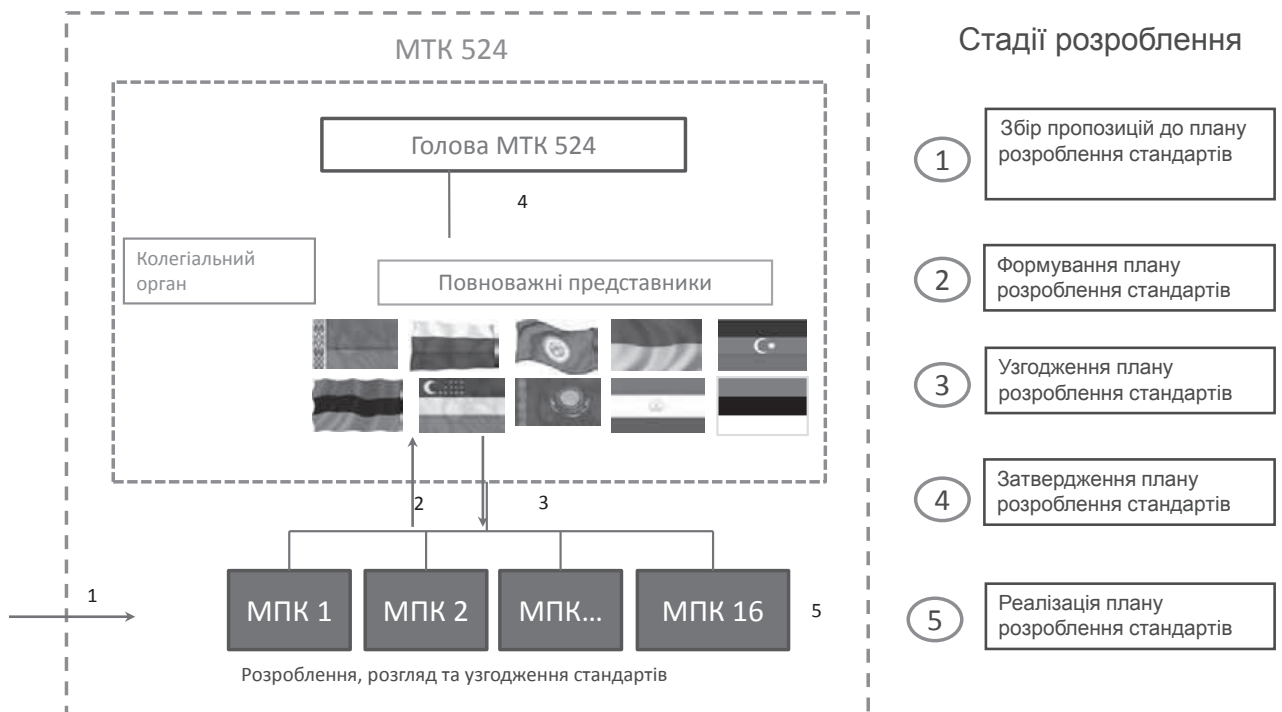 МТК 524
Голова МТК 524
4
Колегіальний
орган
Повноважні представники
2
3
1
МПК 1
МПК 2
МПК...
МПК 16
5
Розроблення, розгляд та узгодження стандартів
Стадії розроблення
1
Збір пропозицій до плану
розроблення стандартів
2
Формування плану
розроблення стандартів
3
Узгодження плану
розроблення стандартів
4
Затвердження плану
розроблення стандартів
5
Реалізація плану
розроблення стандартів